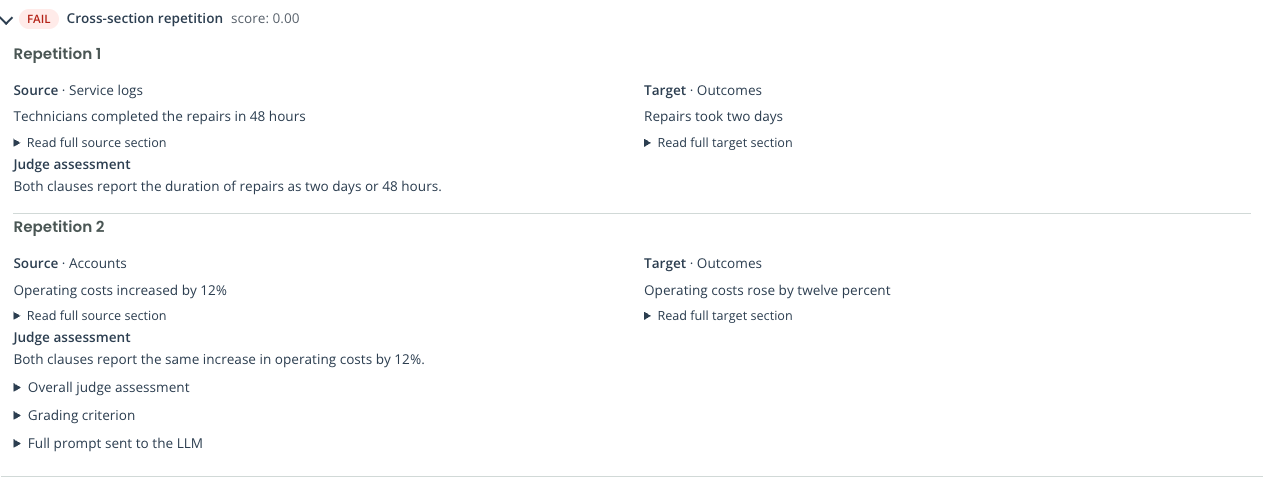 FAIL Cross-section repetition score: 0.00
Repetition 1
Source · Service logs
Target · Outcomes
Technicians completed the repairs in 48 hours
Repairs took two days
Read full source section
Read full target section
Judge assessment
Both clauses report the duration of repairs as two days or 48 hours.
Repetition 2
Source · Accounts
Target · Outcomes
Operating costs increased by 12%
Operating costs rose by twelve percent
Read full source section
Read full target section
Judge assessment
Both clauses report the same increase in operating costs by 12%.
Overall judge assessment
Grading criterion
Full prompt sent to the LLM